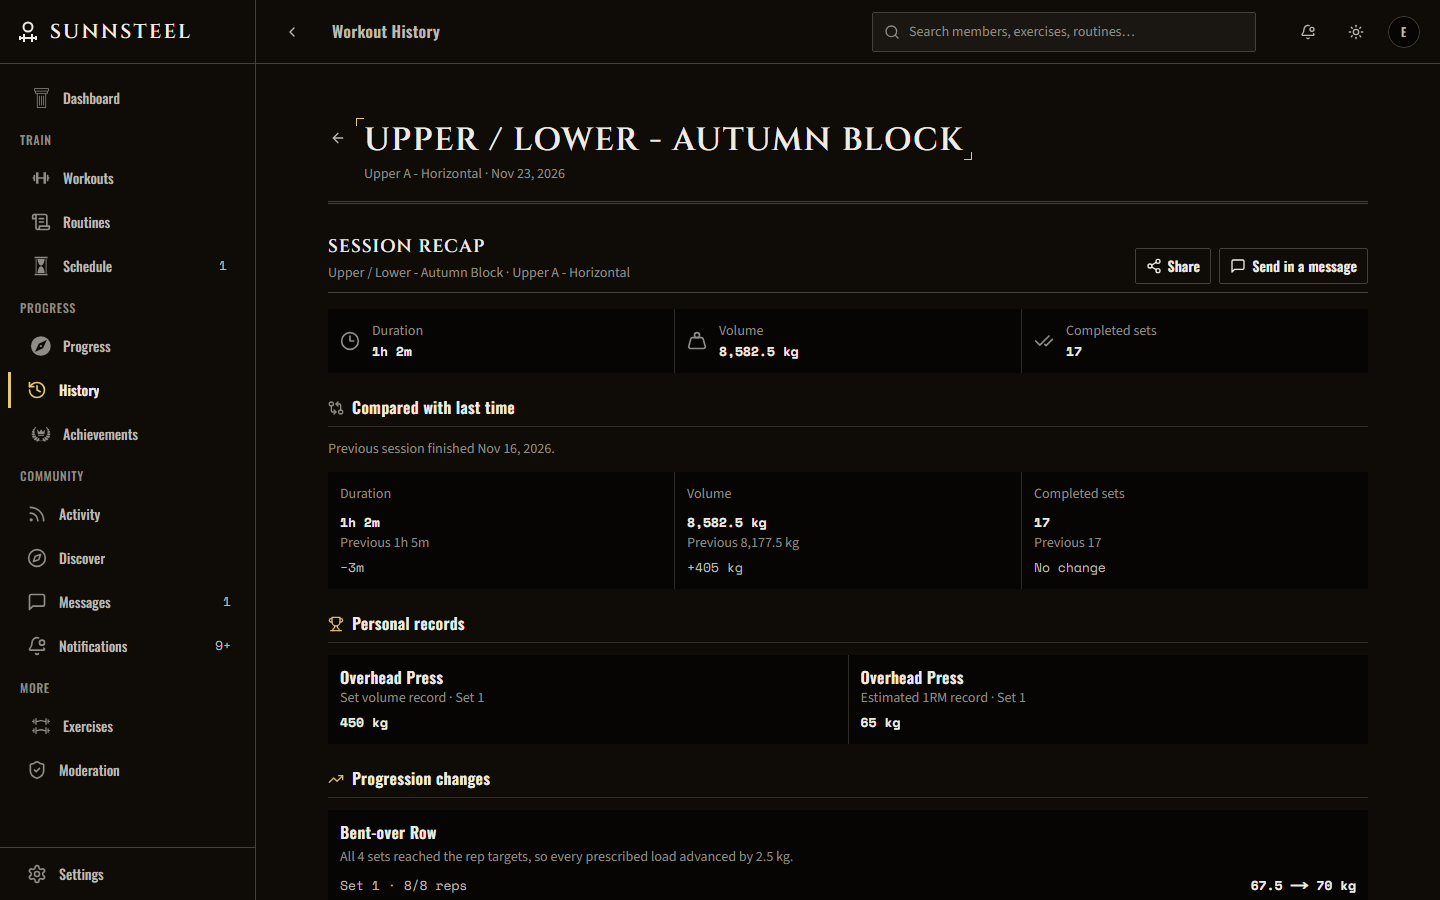 SUNNSTEEL
Workout History
Search members, exercises, routines…
E
Dashboard
TRAIN
Workouts
Routines
Schedule 1
PROGRESS
Progress
History
Achievements
COMMUNITY
Activity
Discover
Messages 1
Notifications 9+
MORE
Exercises
Moderation
Settings
UPPER / LOWER - AUTUMN BLOCK
Upper A - Horizontal · Nov 23, 2026
SESSION RECAP
Upper / Lower - Autumn Block · Upper A - Horizontal
Share
Send in a message
Duration
1h 2m
Volume
8,582.5 kg
Completed sets
17
Compared with last time
Previous session finished Nov 16, 2026.
Duration
1h 2m
Previous 1h 5m
−3m
Volume
8,582.5 kg
Previous 8,177.5 kg
+405 kg
Completed sets
17
Previous 17
No change
Personal records
Overhead Press
Set volume record · Set 1
450 kg
Overhead Press
Estimated 1RM record · Set 1
65 kg
Progression changes
Bent-over Row
All 4 sets reached the rep targets, so every prescribed load advanced by 2.5 kg.
Set 1 · 8/8 reps
67.5 → 70 kg